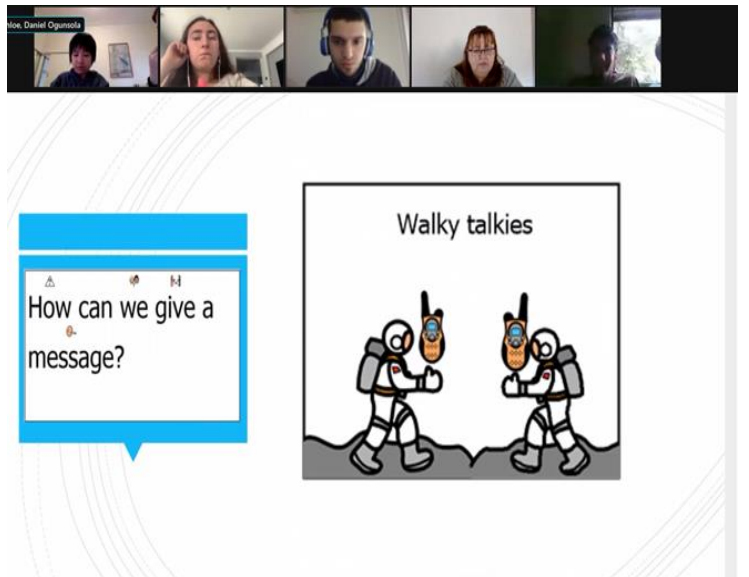 hloe, Daniel Ogunsola
Walky talkies
How can we give a
message?